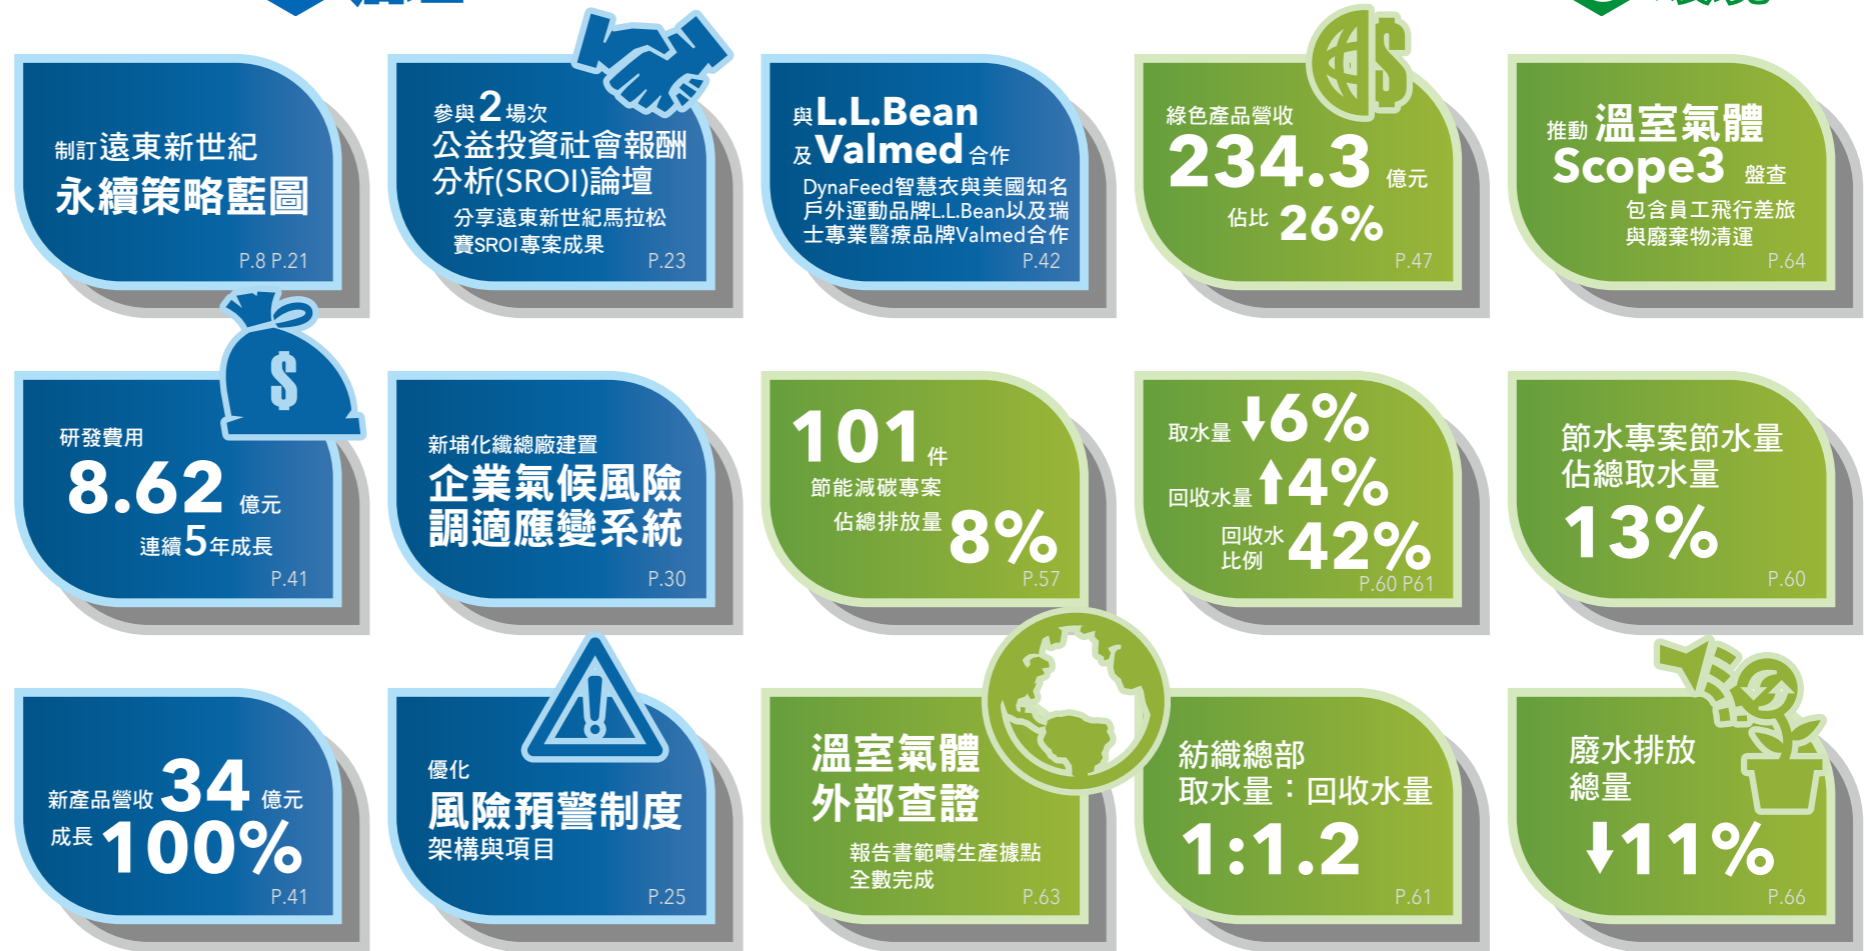 制訂遠東新世紀
永續策略藍圖
P.8 P.21
參與2場次
公益投資社會報酬
分析(SROI)論壇
分享遠東新世紀馬拉松
賽SROI專案成果
P.23
與L.L.Bean
及Valmed合作
DynaFeed智慧衣與美國知名
戶外運動品牌L.L.Bean以及瑞
士專業醫療品牌Valmed合作
P.42
綠色產品營收
234.3 億元
佔比 26%
P.47
推動 溫室氣體
Scope3 盤查
包含員工飛行差旅
與廢棄物清運
P.64
$
研發費用
8.62 億元
連續5年成長
P.41
新埔化纖總廠建置
企業氣候風險
調適應變系統
P.30
101 件
節能減碳專案
佔總排放量 8%
P.57
取水量 ⬇6%
回收水量 ⬆4%
回收水
比例 42%
P.60 P61
節水專案節水量
佔總取水量
13%
P.60
新產品營收 34 億元
成長 100%
P.41
優化
風險預警制度
架構與項目
P.25
溫室氣體
外部查證
報告書範疇生產據點
全數完成
P.63
紡織總部
取水量：回收水量
1:1.2
P.61
廢水排放
總量
⬇11%
P.66